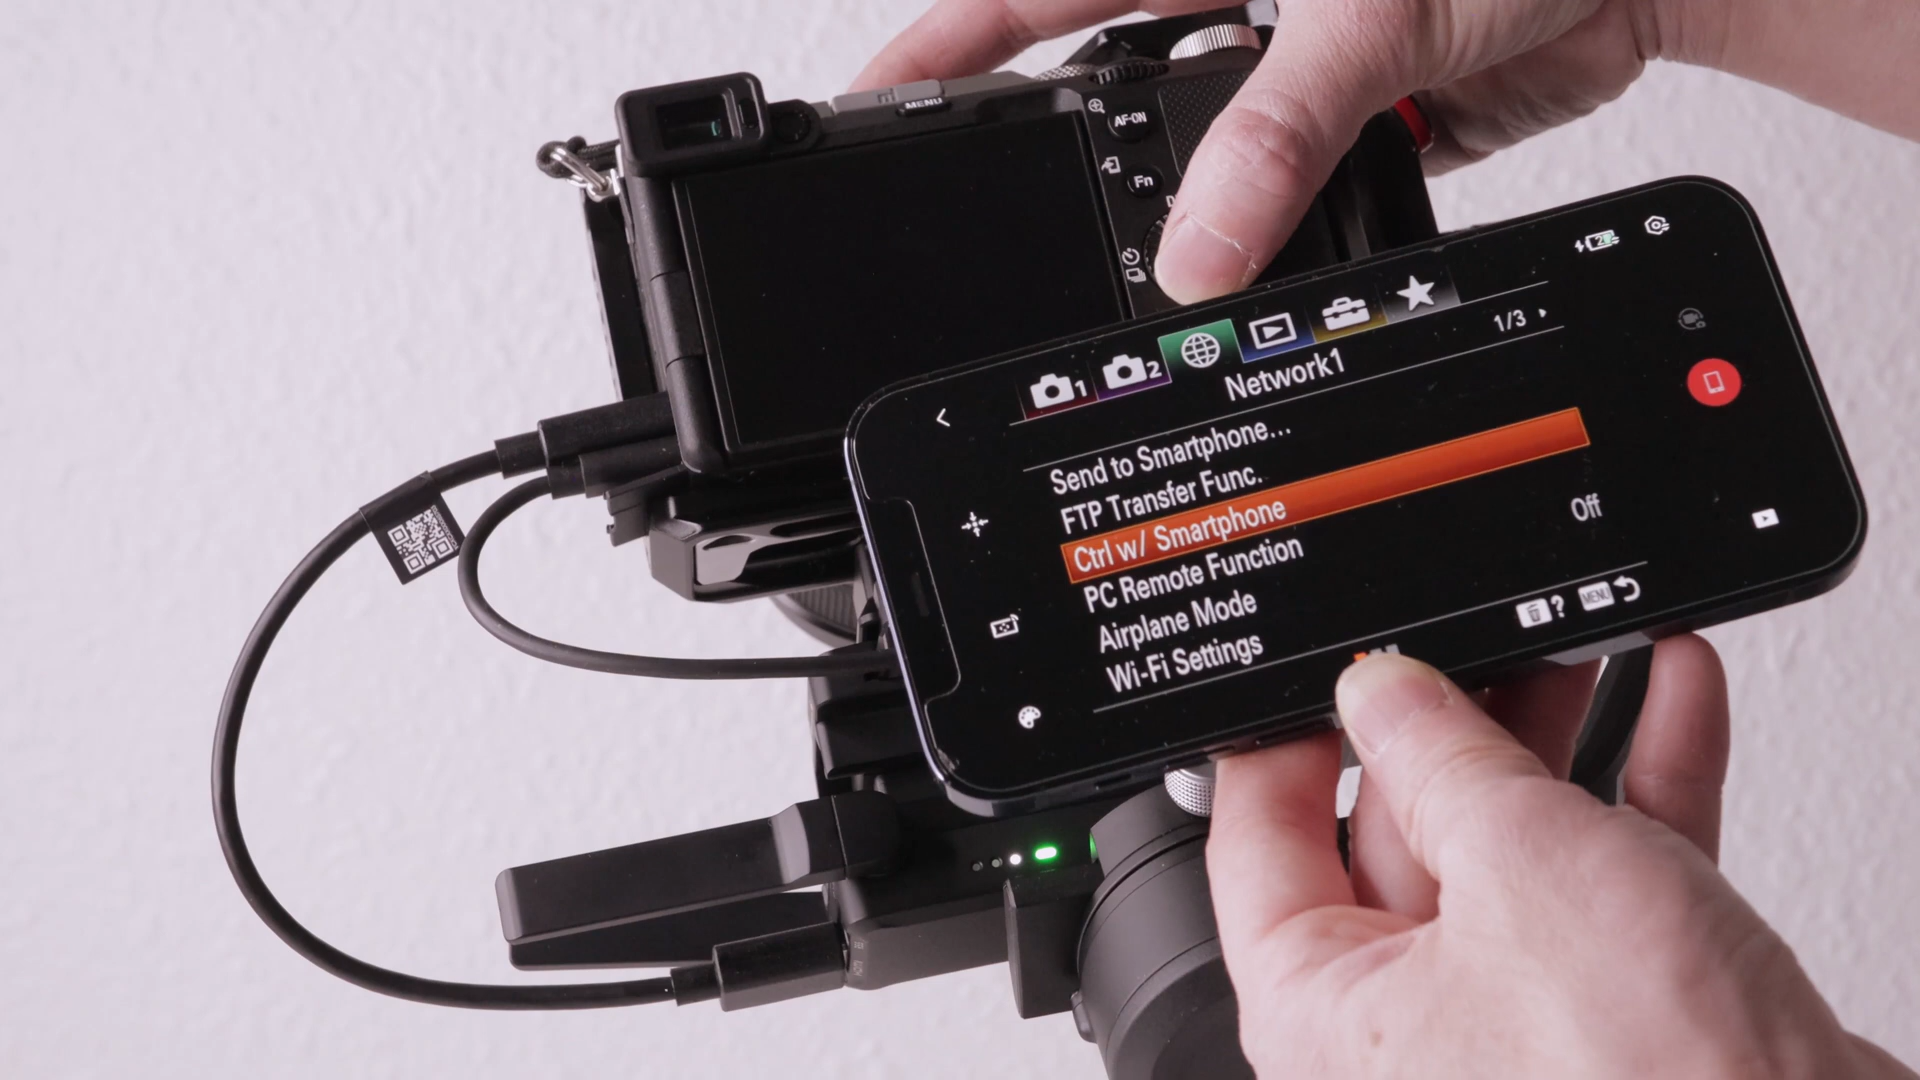 MENU
AF-ON
Fn
1
2
1/3
Network1
Send to Smartphone...
FTP Transfer Func.
Ctrl w/ Smartphone
PC Remote Function
Off
Airplane Mode
Wi-Fi Settings
?
MENU